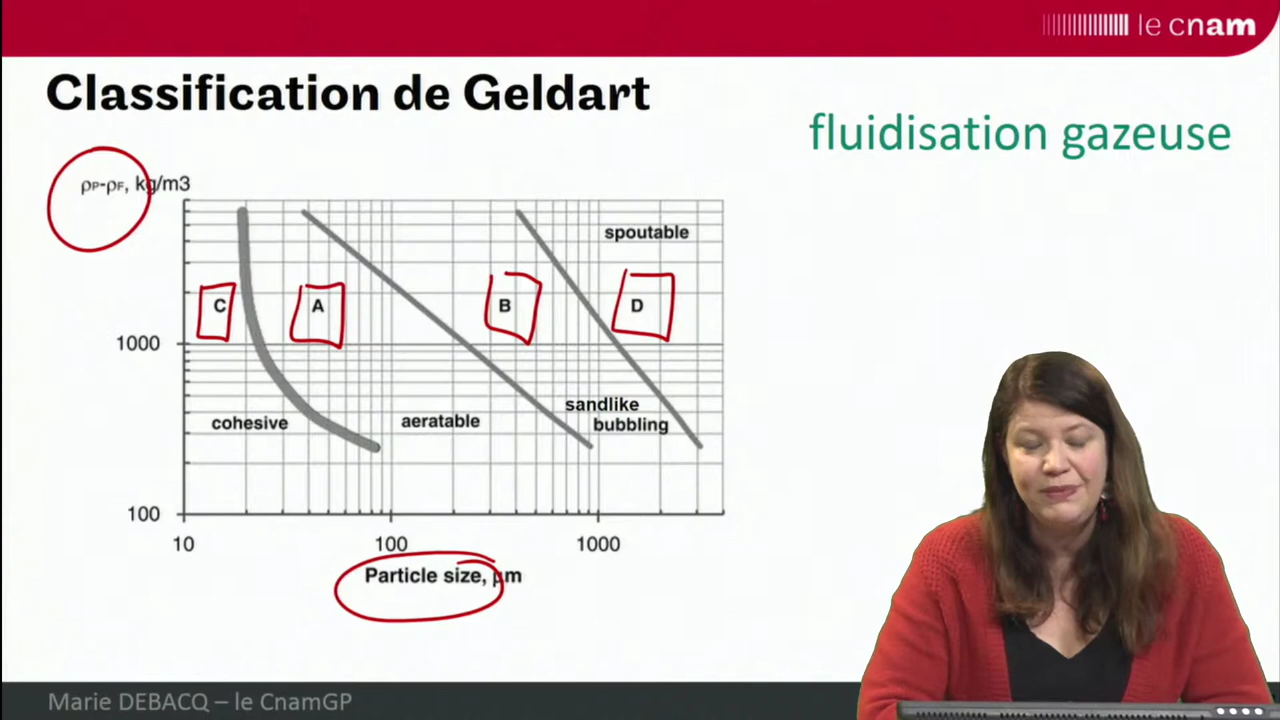 le cnam
Classification de Geldart
fluidisation gazeuse
ρP-ρF, kg/m3
spoutable
C
A
B
D
1000
sandlike
bubbling
cohesive
aeratable
100
10
100
1000
Particle size, µm
Marie DEBACQ – le CnamGP